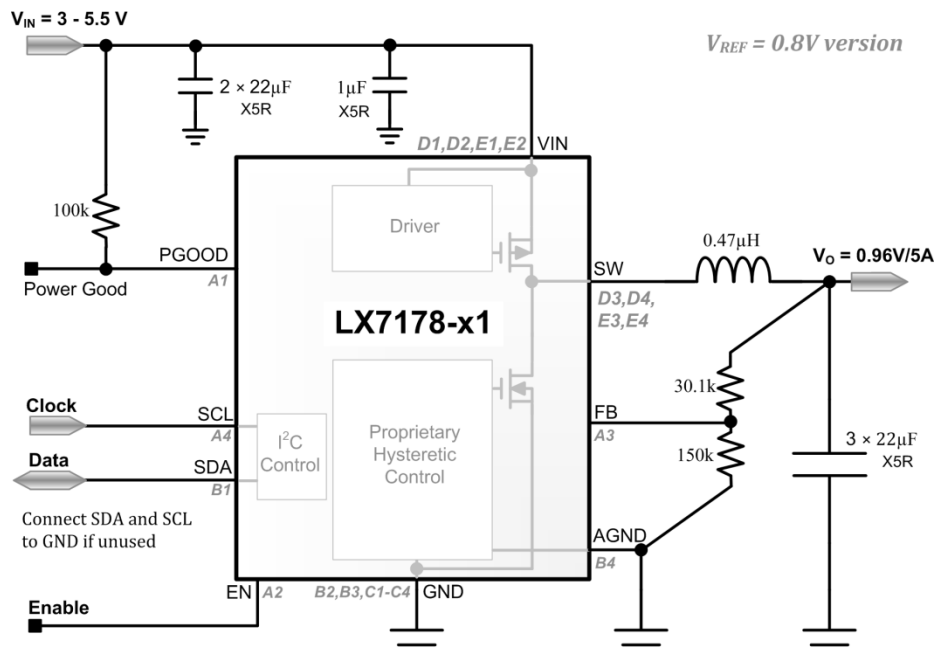 V_IN = 3 - 5.5 V
V_REF = 0.8V version
2 × 22µF
X5R
1µF
X5R
D1,D2,E1,E2
VIN
100k
Driver
PGOOD
A1
Power Good
SW
D3,D4,
E3,E4
0.47µH
V_O = 0.96V/5A
LX7178-x1
30.1k
Clock
SCL
A4
FB
A3
I²C
Control
Proprietary
Hysteretic
Control
150k
3 × 22µF
X5R
Data
SDA
B1
Connect SDA and SCL
to GND if unused
AGND
B4
EN
A2
B2,B3,C1-C4
GND
Enable